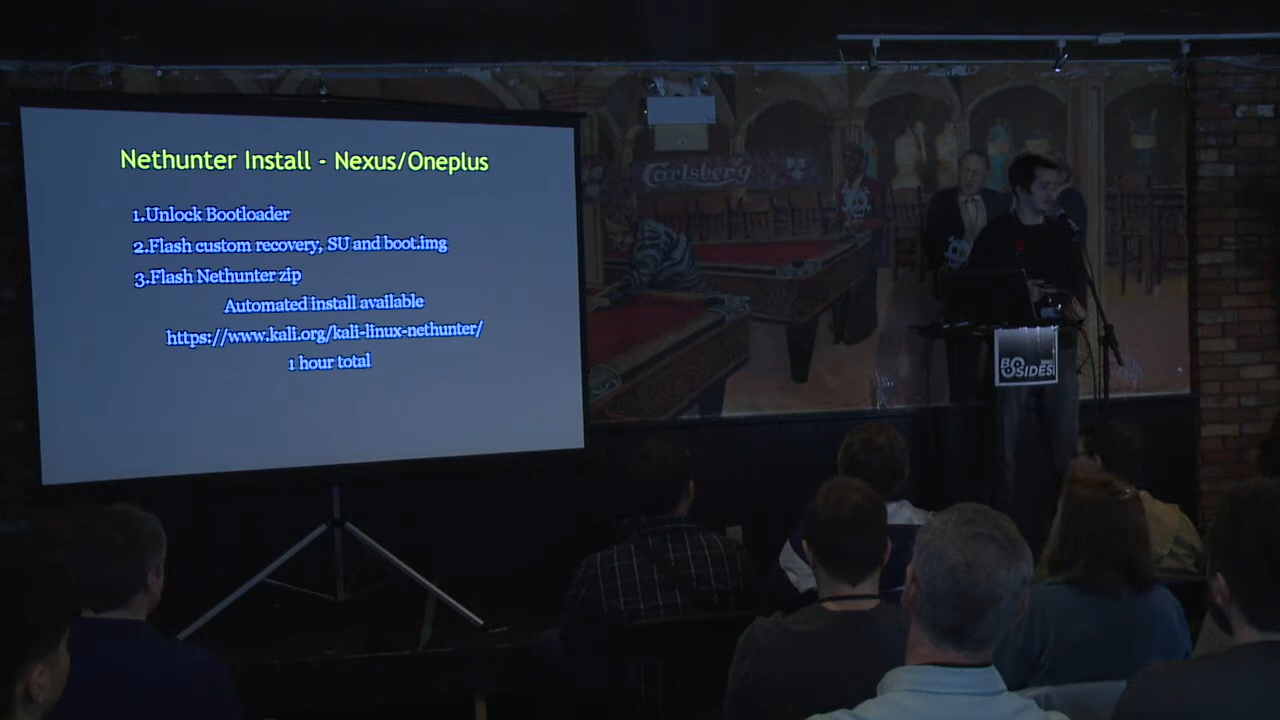 Nethunter Install - Nexus/Oneplus
1.Unlock Bootloader
2.Flash custom recovery, SU and boot.img
3.Flash Nethunter zip
Automated install available
https://www.kali.org/kali-linux-nethunter/
1 hour total
Carlsberg
BSIDES